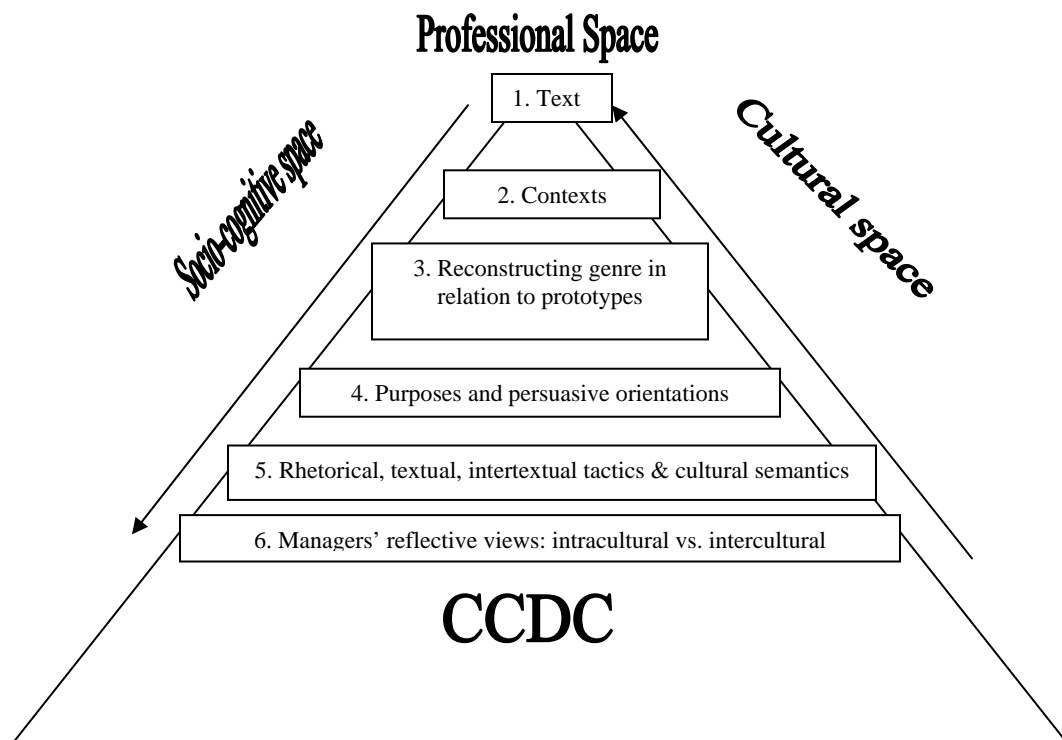 Professional Space
1. Text
Socio-cognitive space
Cultural space
2. Contexts
3. Reconstructing genre in
relation to prototypes
4. Purposes and persuasive orientations
5. Rhetorical, textual, intertextual tactics & cultural semantics
6. Managers’ reflective views: intracultural vs. intercultural
CCDC